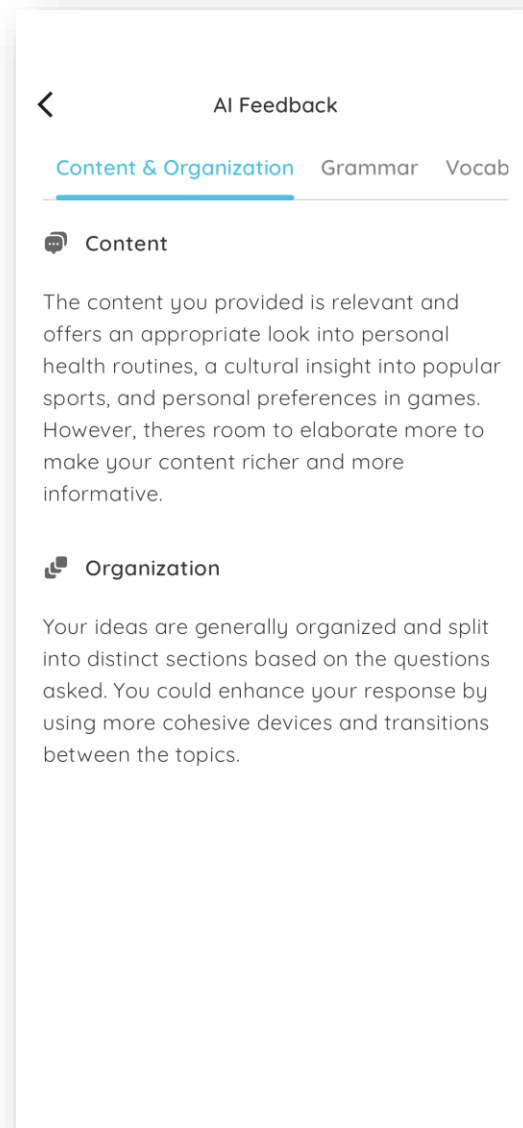 AI Feedback
Content & Organization Grammar Vocab
Content
The content you provided is relevant and
offers an appropriate look into personal
health routines, a cultural insight into popular
sports, and personal preferences in games.
However, theres room to elaborate more to
make your content richer and more
informative.
Organization
Your ideas are generally organized and split
into distinct sections based on the questions
asked. You could enhance your response by
using more cohesive devices and transitions
between the topics.